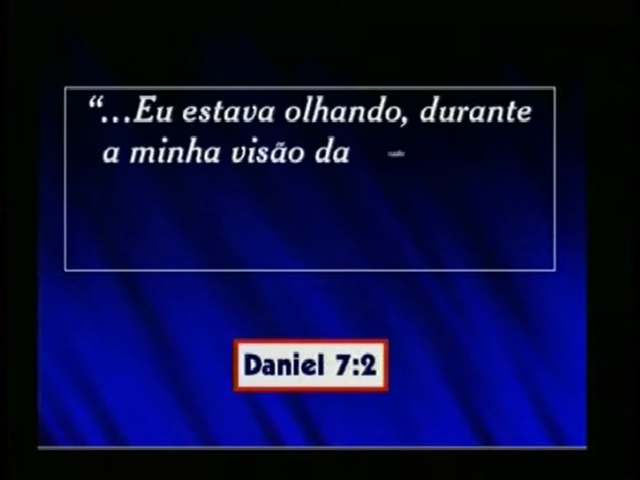 “...Eu estava olhando, durante
a minha visão da
Daniel 7:2